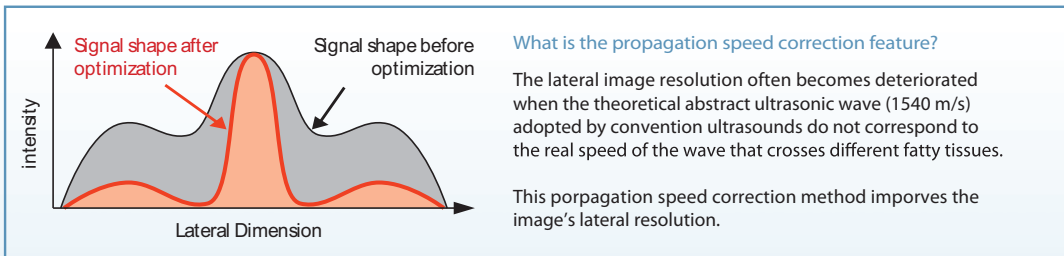 Signal shape after
optimization
Signal shape before
optimization
intensity
Lateral Dimension
What is the propagation speed correction feature?
The lateral image resolution often becomes deteriorated
when the theoretical abstract ultrasonic wave (1540 m/s)
adopted by convention ultrasounds do not correspond to
the real speed of the wave that crosses different fatty tissues.
This porpagation speed correction method imporves the
image's lateral resolution.